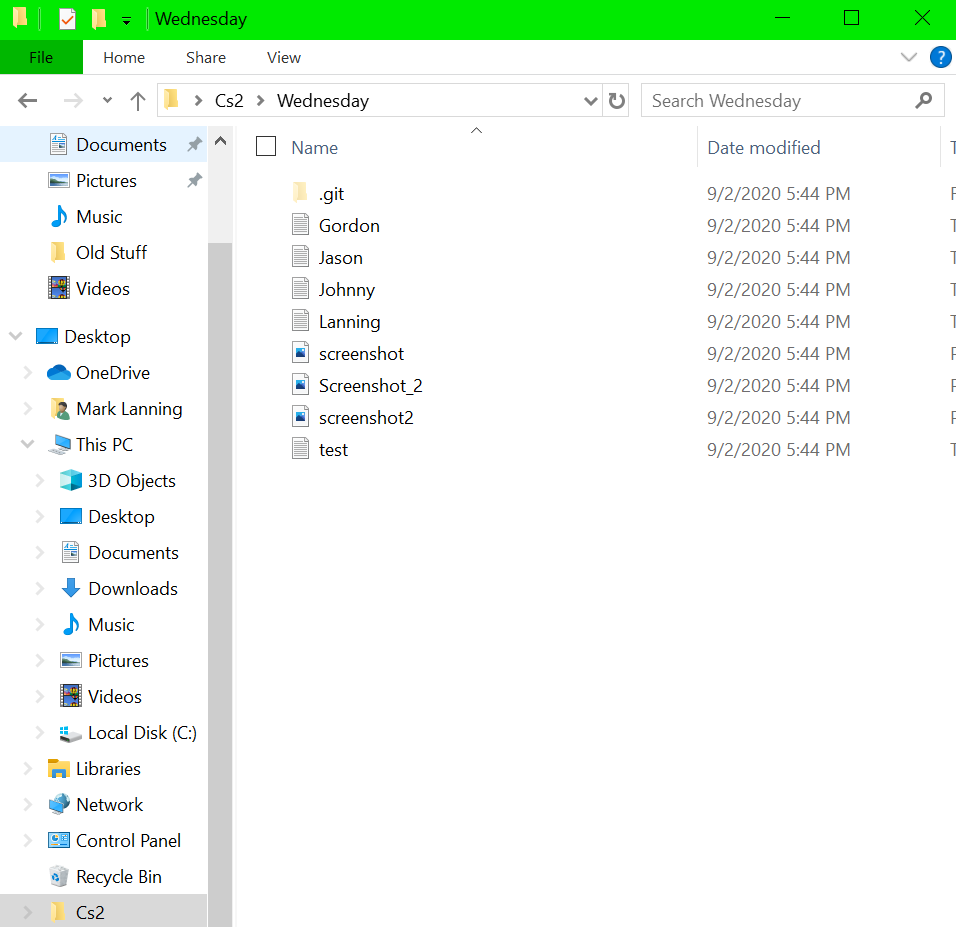 Wednesday
File Home Share View
Cs2 Wednesday Search Wednesday
Documents
Pictures
Music
Old Stuff
Videos
Desktop
OneDrive
Mark Lanning
This PC
3D Objects
Desktop
Documents
Downloads
Music
Pictures
Videos
Local Disk (C:)
Libraries
Network
Control Panel
Recycle Bin
Cs2
Name Date modified
.git 9/2/2020 5:44 PM
Gordon 9/2/2020 5:44 PM
Jason 9/2/2020 5:44 PM
Johnny 9/2/2020 5:44 PM
Lanning 9/2/2020 5:44 PM
screenshot 9/2/2020 5:44 PM
Screenshot_2 9/2/2020 5:44 PM
screenshot2 9/2/2020 5:44 PM
test 9/2/2020 5:44 PM